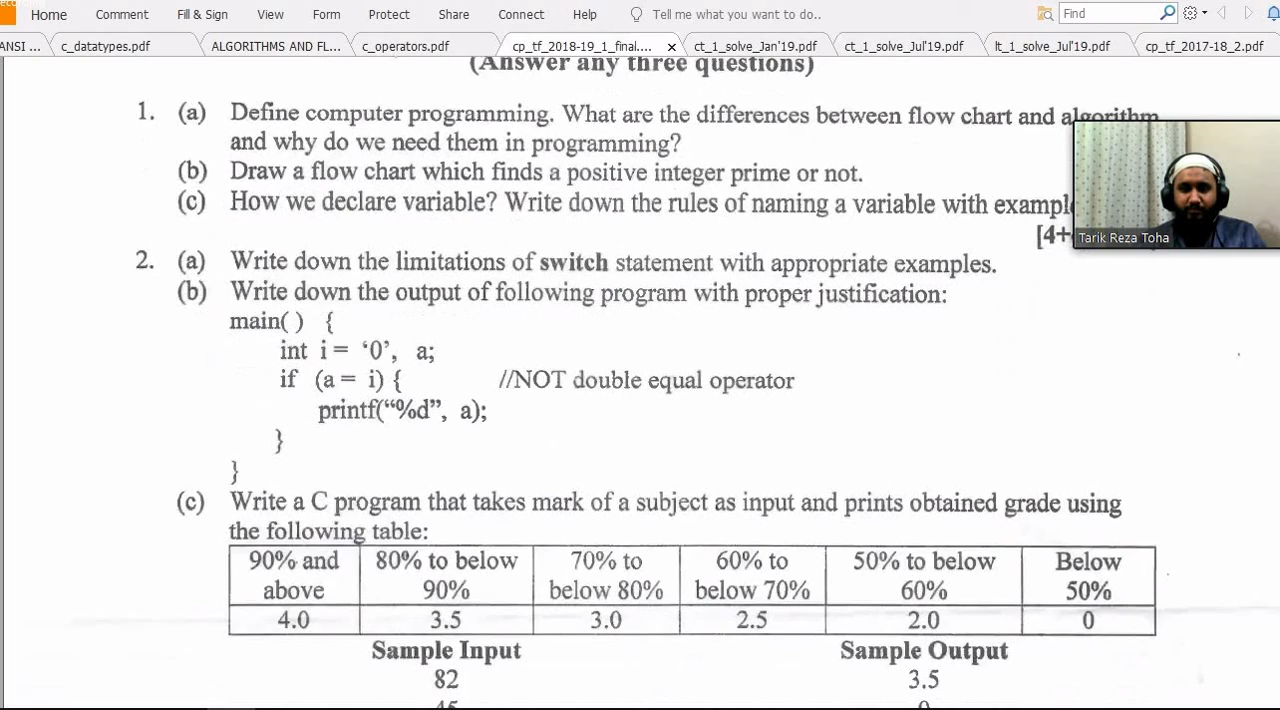 Home Comment Fill & Sign View Form Protect Share Connect Help Tell me what you want to do.. Find
ANSI ... c_datatypes.pdf ALGORITHMS AND FL... c_operators.pdf cp_tf_2018-19_1_final.... × ct_1_solve_Jan'19.pdf ct_1_solve_Jul'19.pdf lt_1_solve_Jul'19.pdf cp_tf_2017-18_2.pdf
(Answer any three questions)
1. (a) Define computer programming. What are the differences between flow chart and algorithm
and why do we need them in programming?
(b) Draw a flow chart which finds a positive integer prime or not.
(c) How we declare variable? Write down the rules of naming a variable with exampl
[4+
Tarik Reza Toha
2. (a) Write down the limitations of switch statement with appropriate examples.
(b) Write down the output of following program with proper justification:
main( ) {
int i = ‘0’, a;
if (a = i) { //NOT double equal operator
printf(“%d”, a);
}
}
(c) Write a C program that takes mark of a subject as input and prints obtained grade using
the following table:
90% and 80% to below 70% to 60% to 50% to below Below
above 90% below 80% below 70% 60% 50%
4.0 3.5 3.0 2.5 2.0 0
Sample Input Sample Output
82 3.5